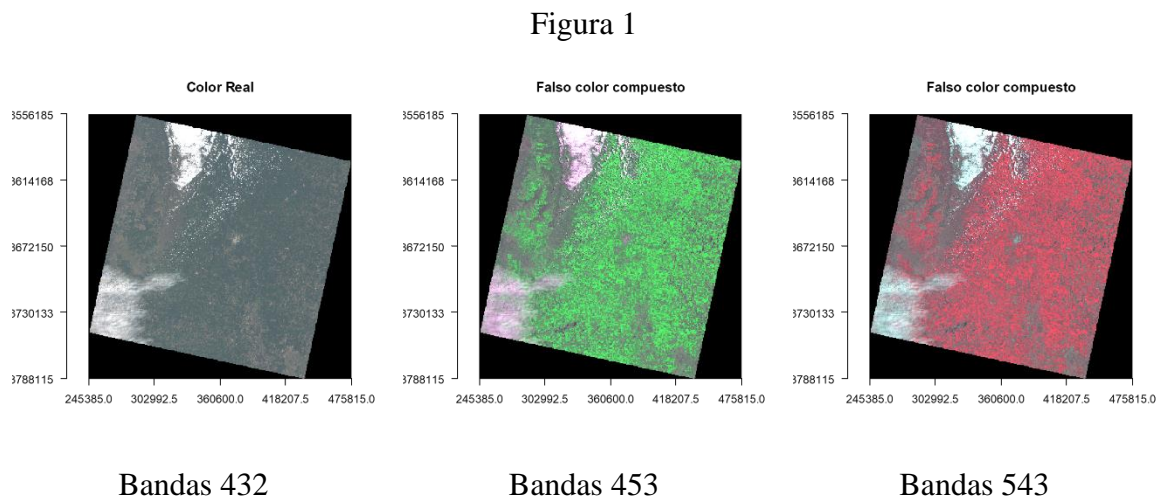 Figura 1
Color Real
Falso color compuesto
Falso color compuesto
3556185
3614168
3672150
3730133
3788115
245385.0 302992.5 360600.0 418207.5 475815.0
3556185
3614168
3672150
3730133
3788115
245385.0 302992.5 360600.0 418207.5 475815.0
3556185
3614168
3672150
3730133
3788115
245385.0 302992.5 360600.0 418207.5 475815.0
Bandas 432
Bandas 453
Bandas 543